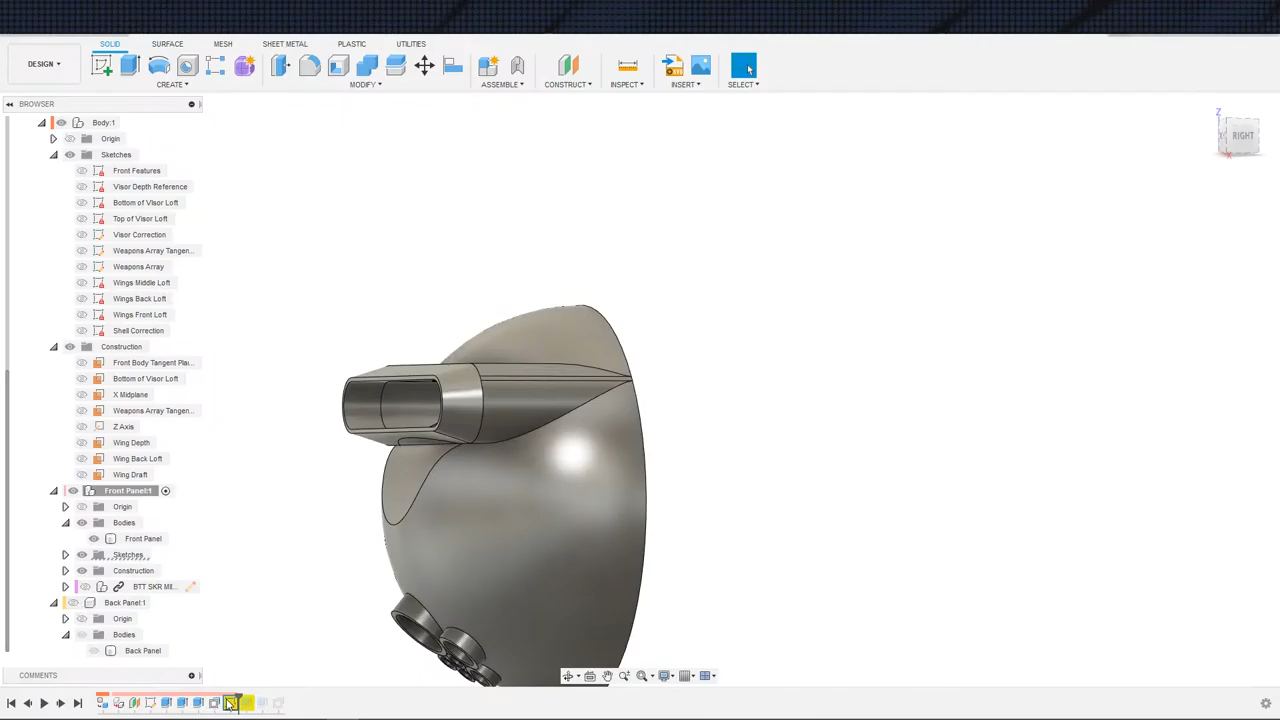 SOLID SURFACE MESH SHEET METAL PLASTIC UTILITIES
DESIGN
CREATE MODIFY ASSEMBLE CONSTRUCT INSPECT INSERT SELECT
BROWSER
Body:1
Origin
Sketches
Front Features
Visor Depth Reference
Bottom of Visor Loft
Top of Visor Loft
Visor Correction
Weapons Array Tangen...
Weapons Array
Wings Middle Loft
Wings Back Loft
Wings Front Loft
Shell Correction
Construction
Front Body Tangent Pla...
Bottom of Visor Loft
X Midplane
Weapons Array Tangen...
Z Axis
Wing Depth
Wing Back Loft
Wing Draft
Front Panel:1
Origin
Bodies
Front Panel
Sketches
Construction
BTT SKR Mi...
Back Panel:1
Origin
Bodies
Back Panel
COMMENTS
Z
RIGHT
X